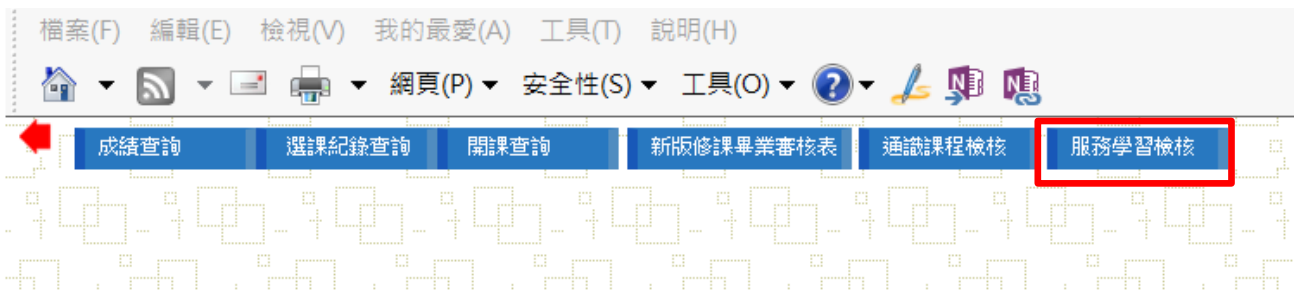 檔案(F) 編輯(E) 檢視(V) 我的最愛(A) 工具(T) 說明(H)
網頁(P) 安全性(S) 工具(O)
成績查詢 選課紀錄查詢 開課查詢 新版修課畢業審核表 通識課程檢核 服務學習檢核